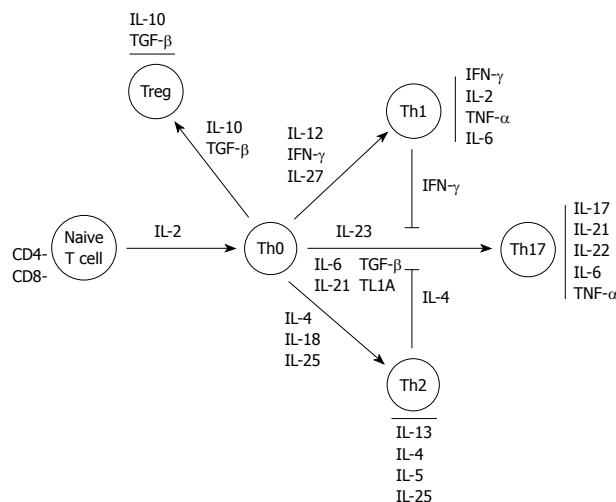 IL-10
TGF-β
Treg
IL-10
TGF-β
IL-12
IFN-γ
IL-27
Th1
IFN-γ
IL-2
TNF-α
IL-6
IFN-γ
CD4-
CD8-
Naive
T cell
IL-2
Th0
IL-23
IL-6 TGF-β
IL-21 TL1A
Th17
IL-17
IL-21
IL-22
IL-6
TNF-α
IL-4
IL-4
IL-18
IL-25
Th2
IL-13
IL-4
IL-5
IL-25